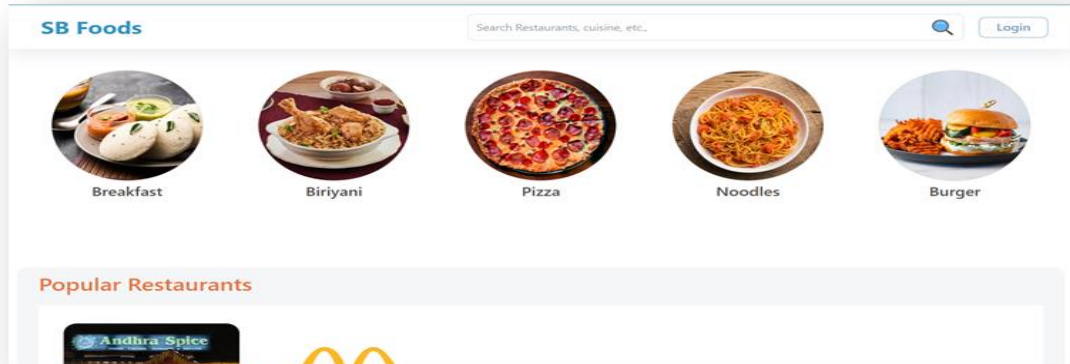 SB Foods
Search Restaurants, cuisine, etc.,
Login
Breakfast
Biriyani
Pizza
Noodles
Burger
Popular Restaurants
Andhra Spice